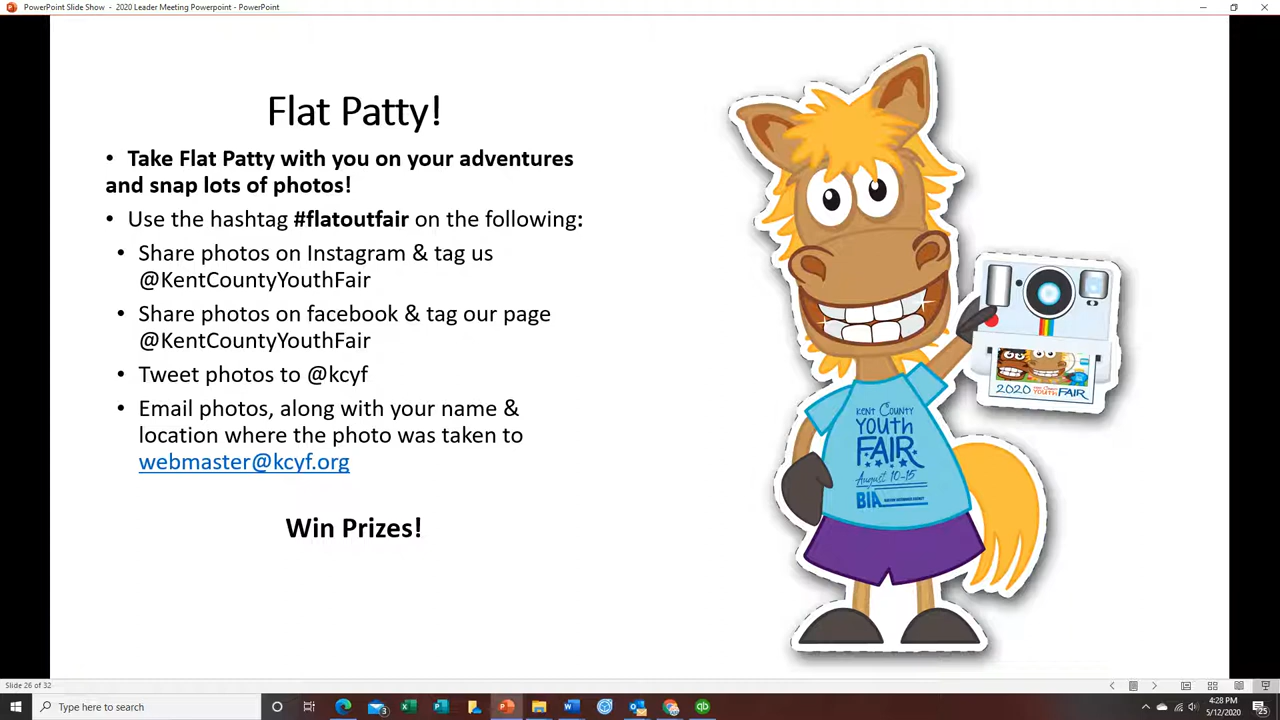 PowerPoint Slide Show - 2020 Leader Meeting Powerpoint - PowerPoint
Flat Patty!
• Take Flat Patty with you on your adventures
and snap lots of photos!
• Use the hashtag #flatoutfair on the following:
• Share photos on Instagram & tag us
@KentCountyYouthFair
• Share photos on facebook & tag our page
@KentCountyYouthFair
• Tweet photos to @kcyf
• Email photos, along with your name &
location where the photo was taken to
webmaster@kcyf.org
Win Prizes!
KENT COUNTY
YOUTH
FAIR
August 10-15
BIA
2020 KENT COUNTY YOUTH FAIR
Slide 26 of 32
Type here to search
3
4:28 PM
5/12/2020
25